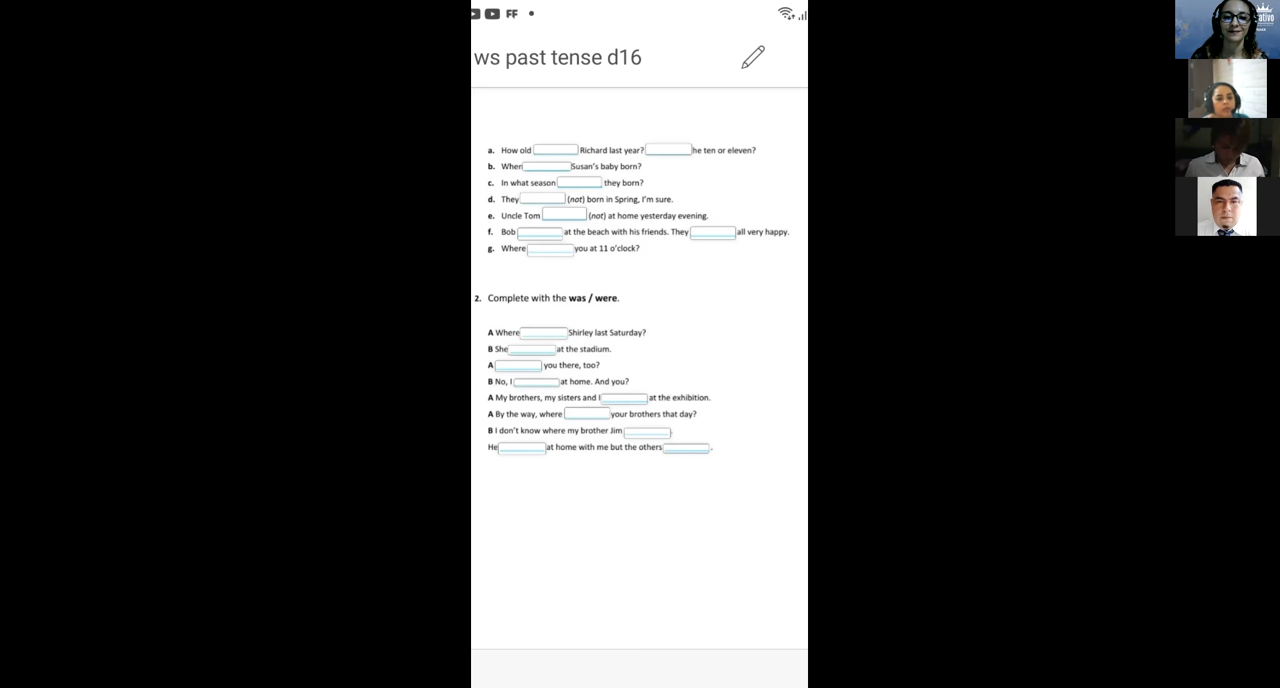 FF
ws past tense d16
a. How old Richard last year? he ten or eleven?
b. When Susan's baby born?
c. In what season they born?
d. They (not) born in Spring, I'm sure.
e. Uncle Tom (not) at home yesterday evening.
f. Bob at the beach with his friends. They all very happy.
g. Where you at 11 o'clock?
2. Complete with the was / were.
A Where Shirley last Saturday?
B She at the stadium.
A you there, too?
B No, I at home. And you?
A My brothers, my sisters and I at the exhibition.
A By the way, where your brothers that day?
B I don't know where my brother Jim .
He at home with me but the others .